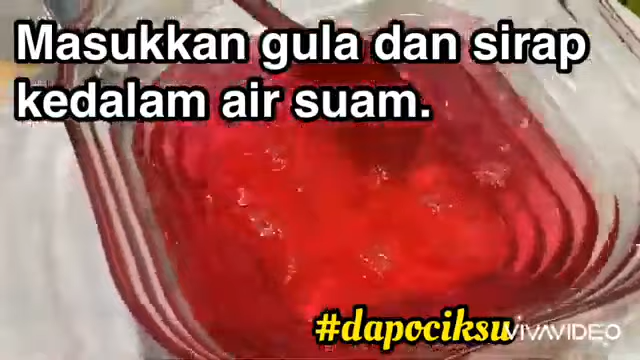 Masukkan gula dan sirap
kedalam air suam.
#dapociksu
VIVAVIDEO